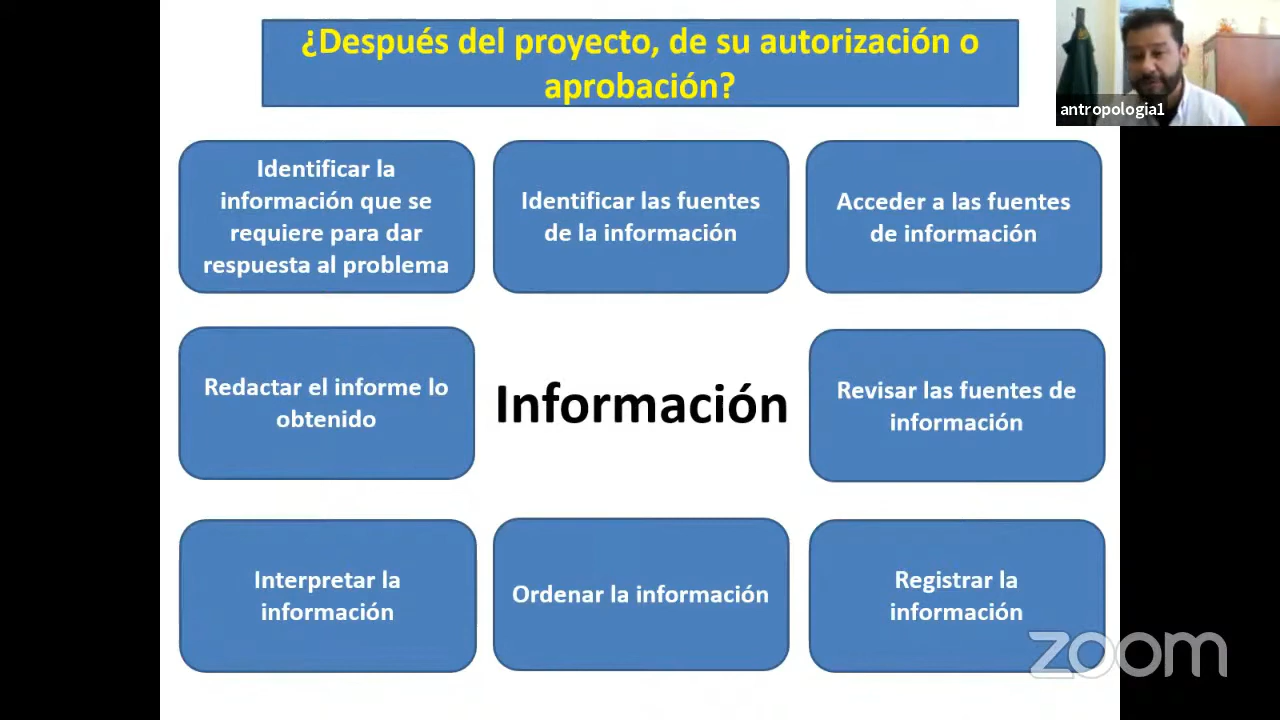 ¿Después del proyecto, de su autorización o
aprobación?
antropologia1
Identificar la
información que se
requiere para dar
respuesta al problema
Identificar las fuentes
de la información
Acceder a las fuentes
de información
Redactar el informe lo
obtenido
Información
Revisar las fuentes de
información
Interpretar la
información
Ordenar la información
Registrar la
información
zoom